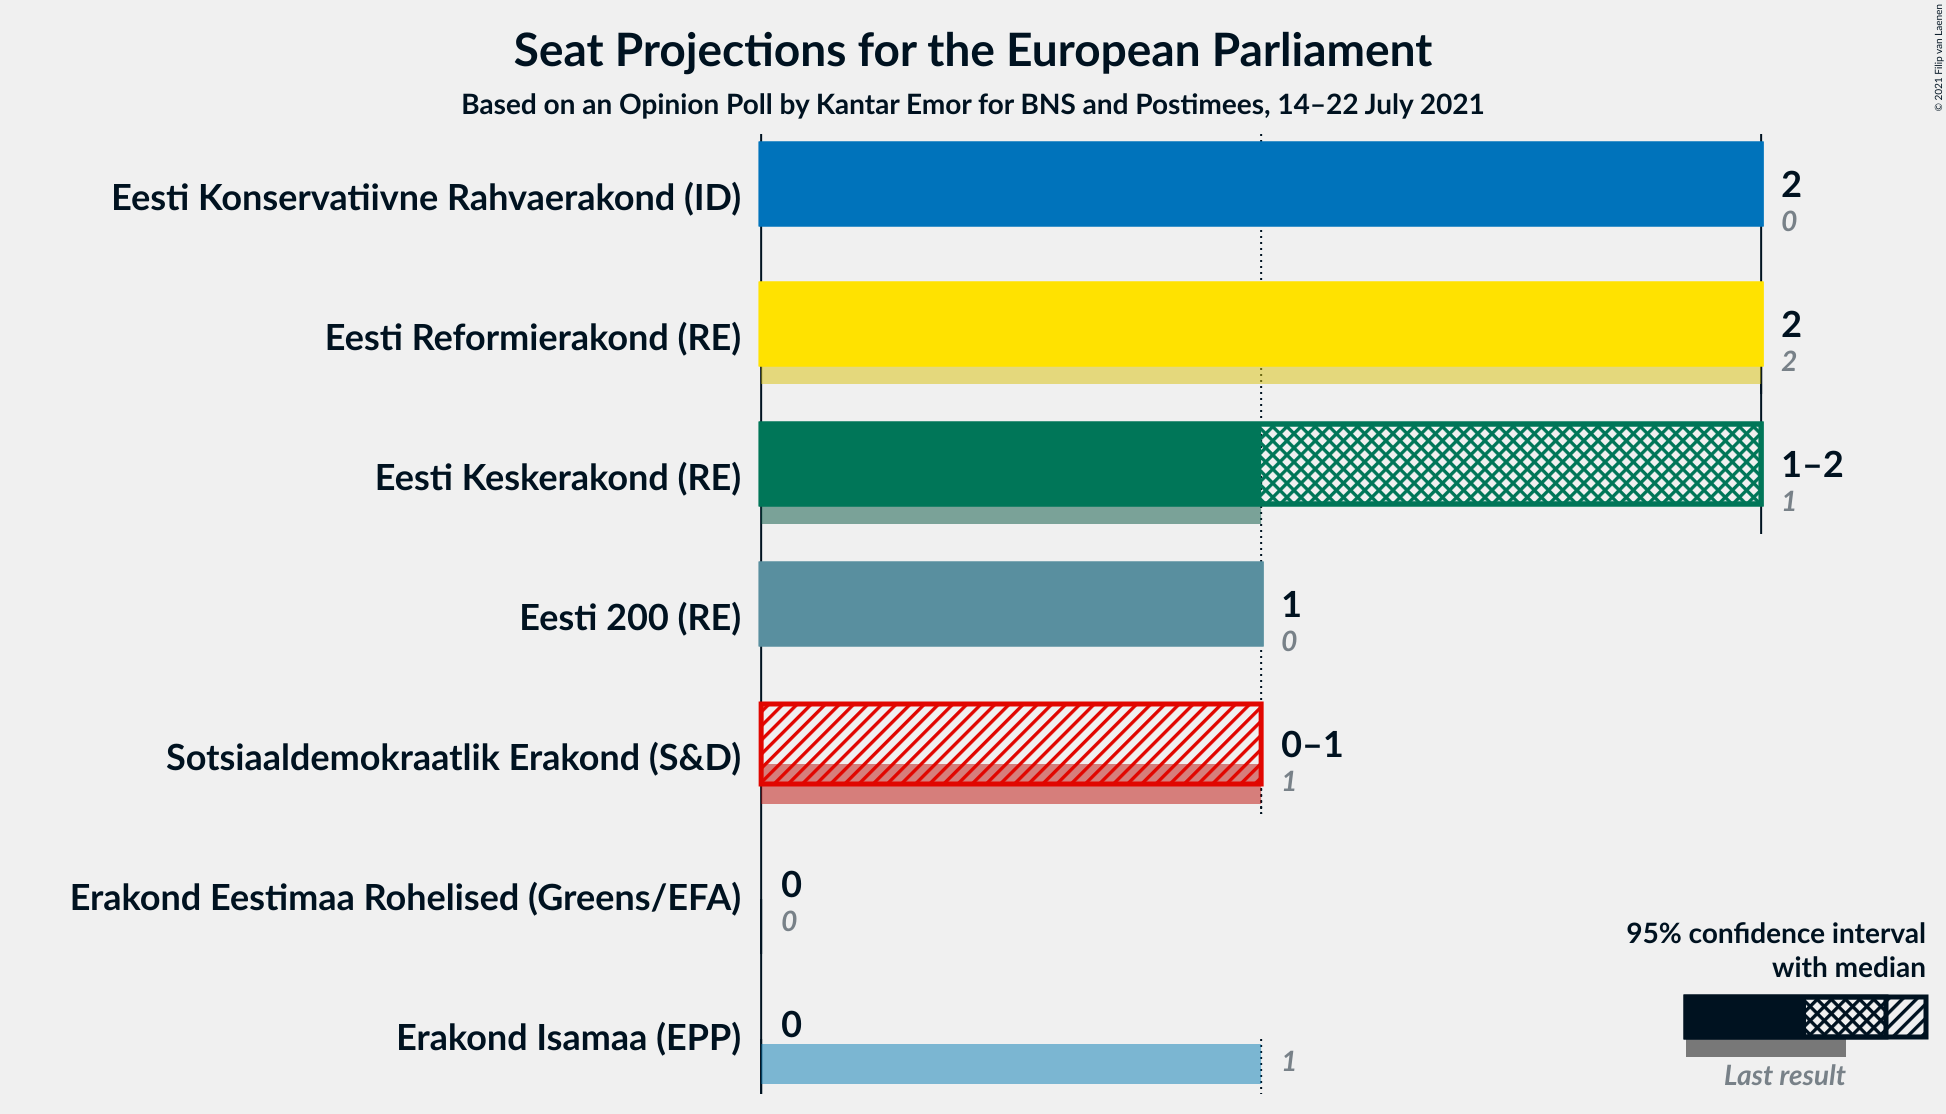 Seat Projections for the European Parliament
Based on an Opinion Poll by Kantar Emor for BNS and Postimees, 14–22 July 2021
© 2021 Filip van Laenen
Eesti Konservatiivne Rahvaerakond (ID)
2
0
Eesti Reformierakond (RE)
2
2
Eesti Keskerakond (RE)
1–2
1
Eesti 200 (RE)
1
0
Sotsiaaldemokraatlik Erakond (S&D)
0–1
1
Erakond Eestimaa Rohelised (Greens/EFA)
0
0
Erakond Isamaa (EPP)
0
1
95% confidence interval
with median
Last result